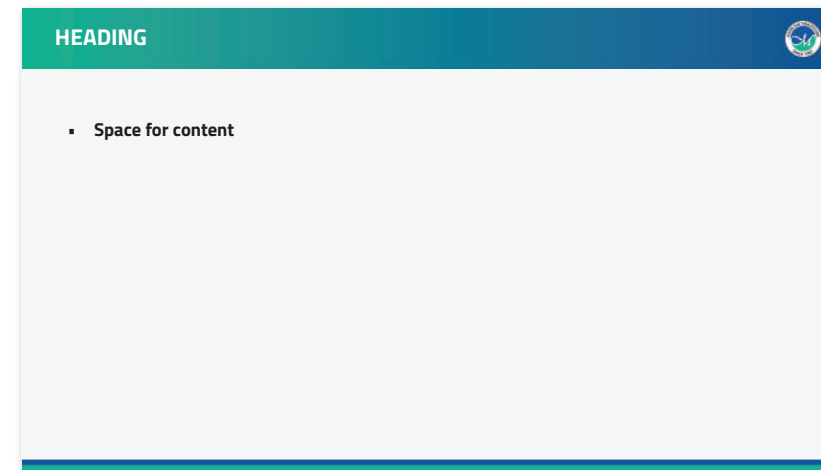 HEADING
▪ Space for content